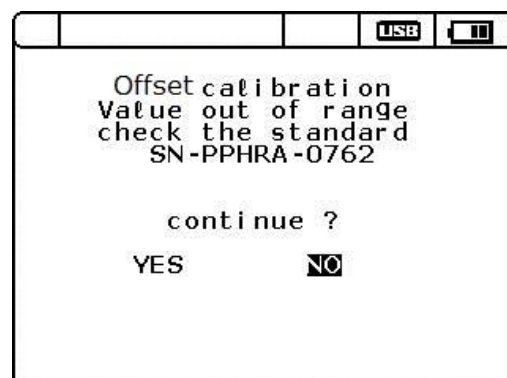 USB
Offset calibration
Value out of range
check the standard
SN-PPHRA-0762
continue ?
YES NO